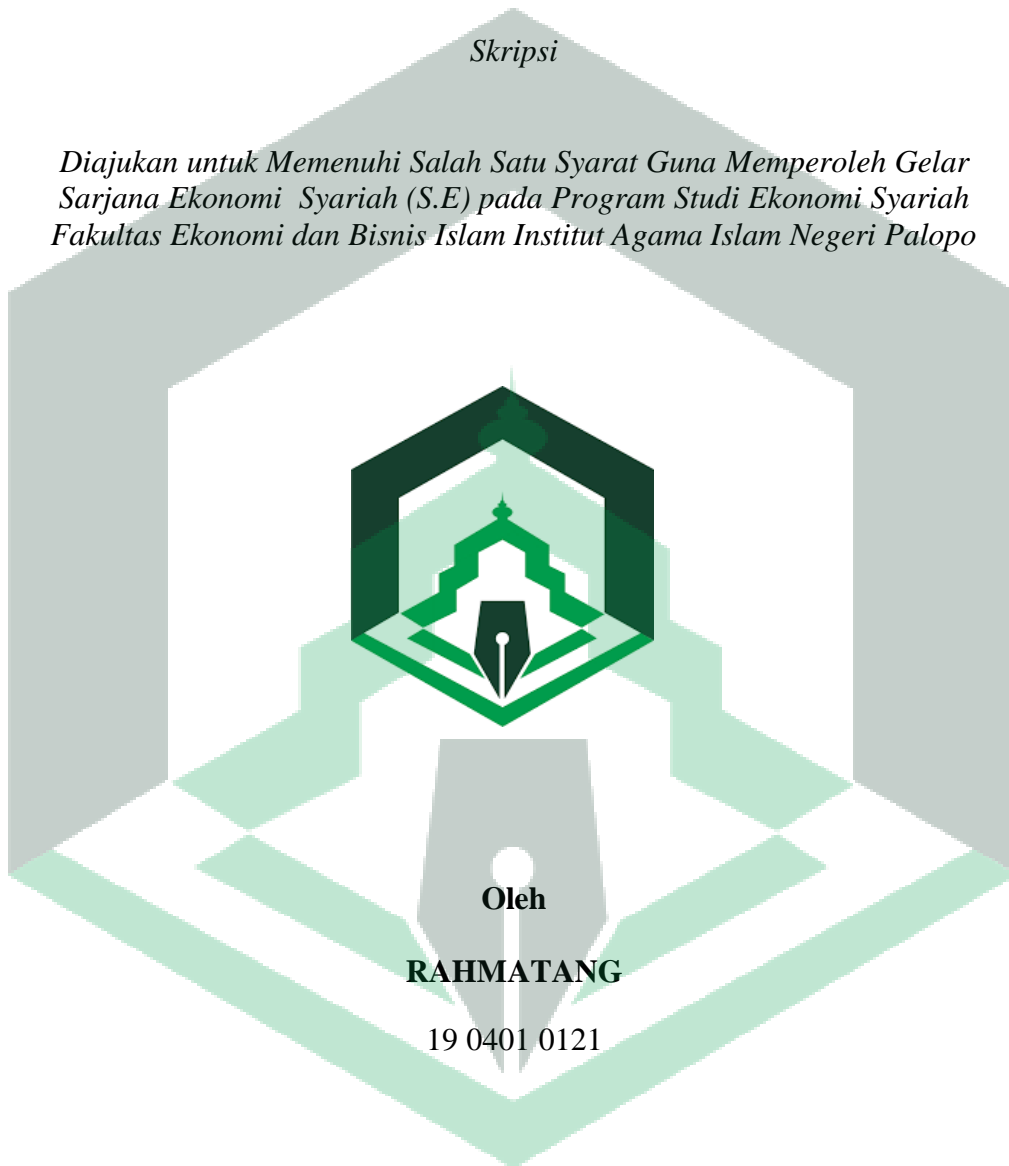 Skripsi
Diajukan untuk Memenuhi Salah Satu Syarat Guna Memperoleh Gelar
Sarjana Ekonomi Syariah (S.E) pada Program Studi Ekonomi Syariah
Fakultas Ekonomi dan Bisnis Islam Institut Agama Islam Negeri Palopo
Oleh
RAHMATANG
19 0401 0121